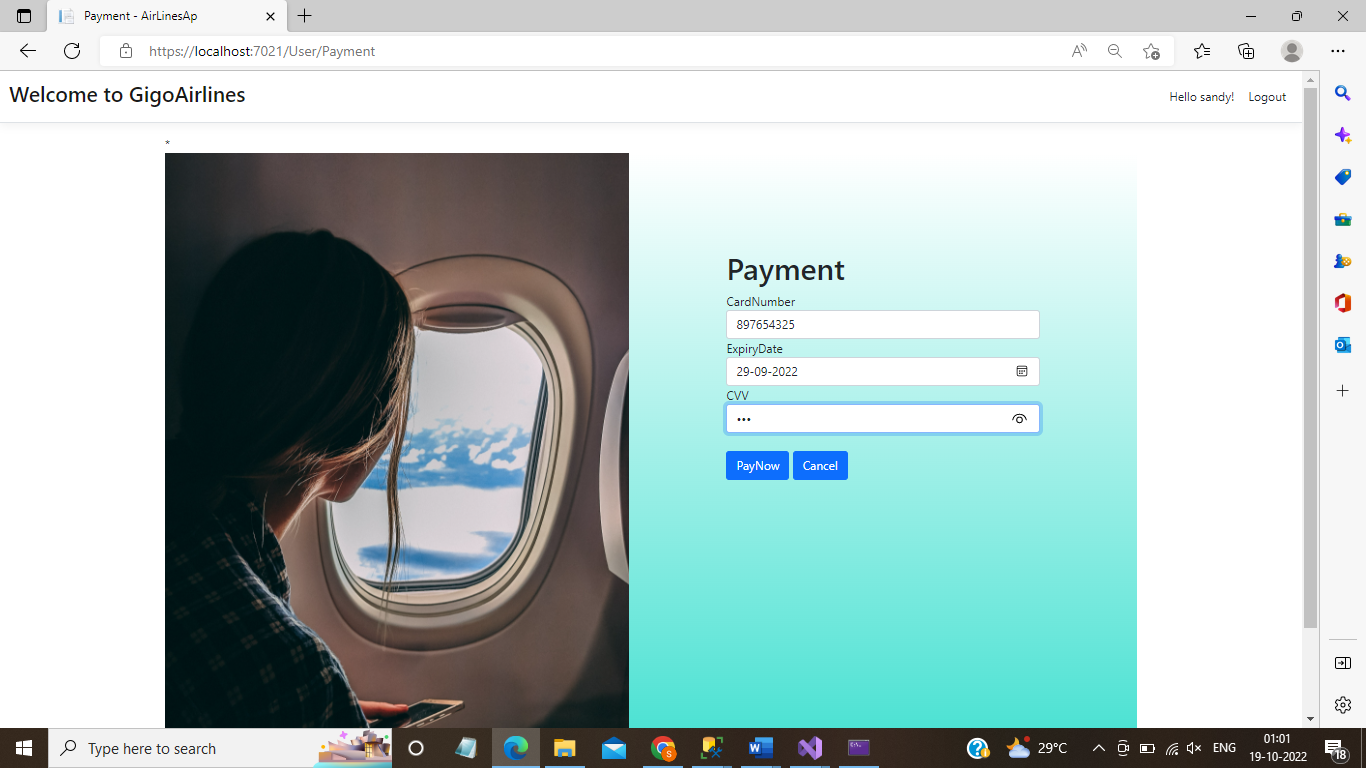 Payment - AirLinesAp
https://localhost:7021/User/Payment
Welcome to GigoAirlines
Hello sandy! Logout
*
Payment
CardNumber
897654325
ExpiryDate
29-09-2022
CVV
•••
PayNow Cancel
Type here to search
29°C
ENG
01:01
19-10-2022
18